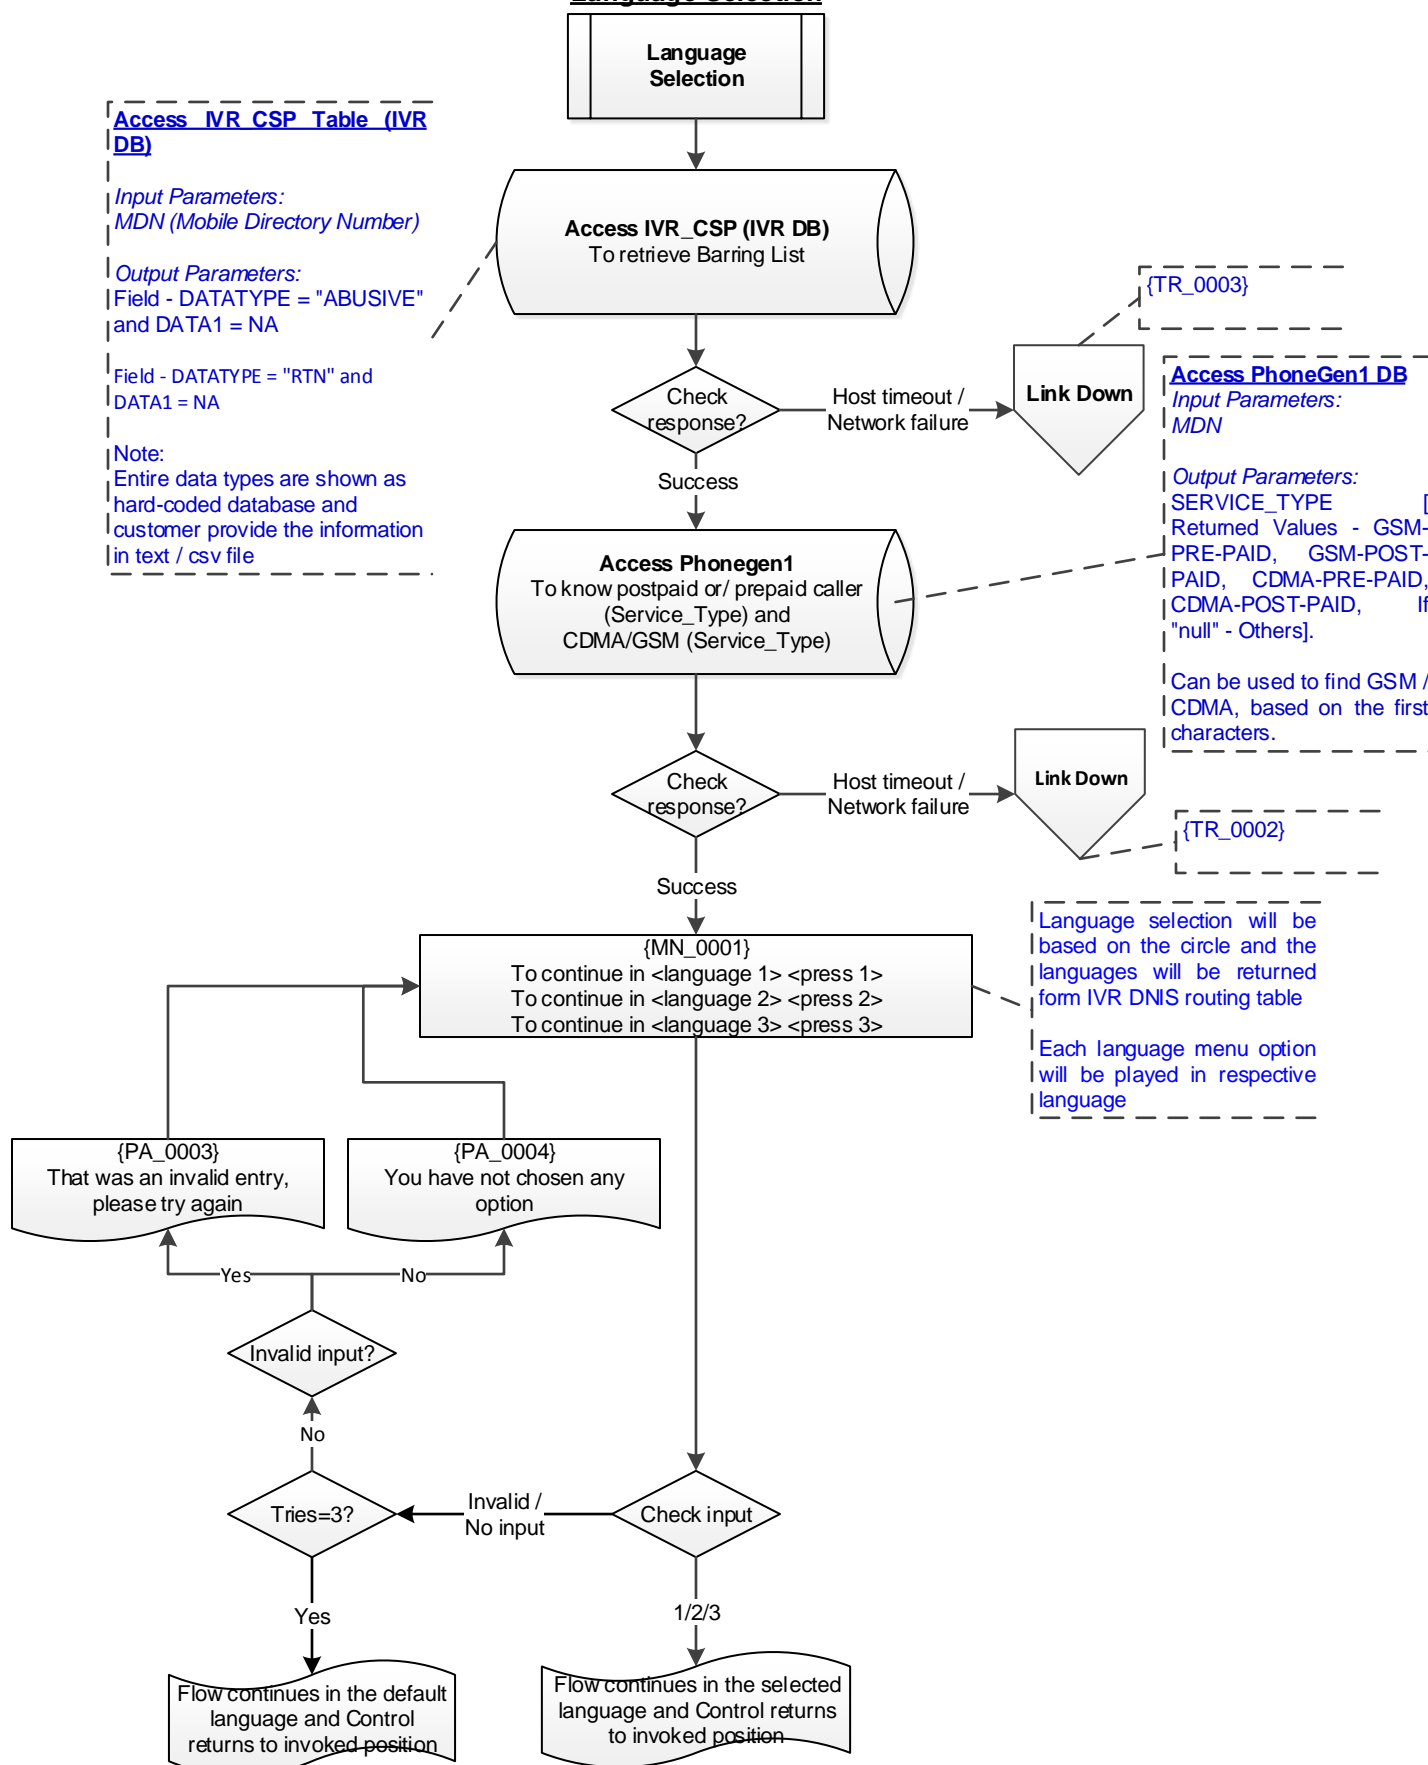 Language Selection
Language
Selection
Access IVR_CSP Table (IVR
DB)
Input Parameters:
MDN (Mobile Directory Number)
Output Parameters:
Field - DATATYPE = "ABUSIVE"
and DATA1 = NA
Field - DATATYPE = "RTN" and
DATA1 = NA
Note:
Entire data types are shown as
hard-coded database and
customer provide the information
in text / csv file
Access IVR_CSP (IVR DB)
To retrieve Barring List
{TR_0003}
Check
response?
Host timeout /
Network failure
Link Down
Success
Access PhoneGen1 DB
Input Parameters:
MDN
Output Parameters:
SERVICE_TYPE [
Returned Values - GSM-
PRE-PAID, GSM-POST-
PAID, CDMA-PRE-PAID,
CDMA-POST-PAID, If
"null" - Others].
Can be used to find GSM /
CDMA, based on the first
characters.
Access Phonegen1
To know postpaid or/ prepaid caller
(Service_Type) and
CDMA/GSM (Service_Type)
Check
response?
Host timeout /
Network failure
Link Down
{TR_0002}
Success
{MN_0001}
To continue in <language 1> <press 1>
To continue in <language 2> <press 2>
To continue in <language 3> <press 3>
Language selection will be
based on the circle and the
languages will be returned
form IVR DNIS routing table
Each language menu option
will be played in respective
language
{PA_0003}
That was an invalid entry,
please try again
{PA_0004}
You have not chosen any
option
Yes
No
Invalid input?
No
Tries=3?
Invalid /
No input
Check input
Yes
1/2/3
Flow continues in the default
language and Control
returns to invoked position
Flow continues in the selected
language and Control returns
to invoked position